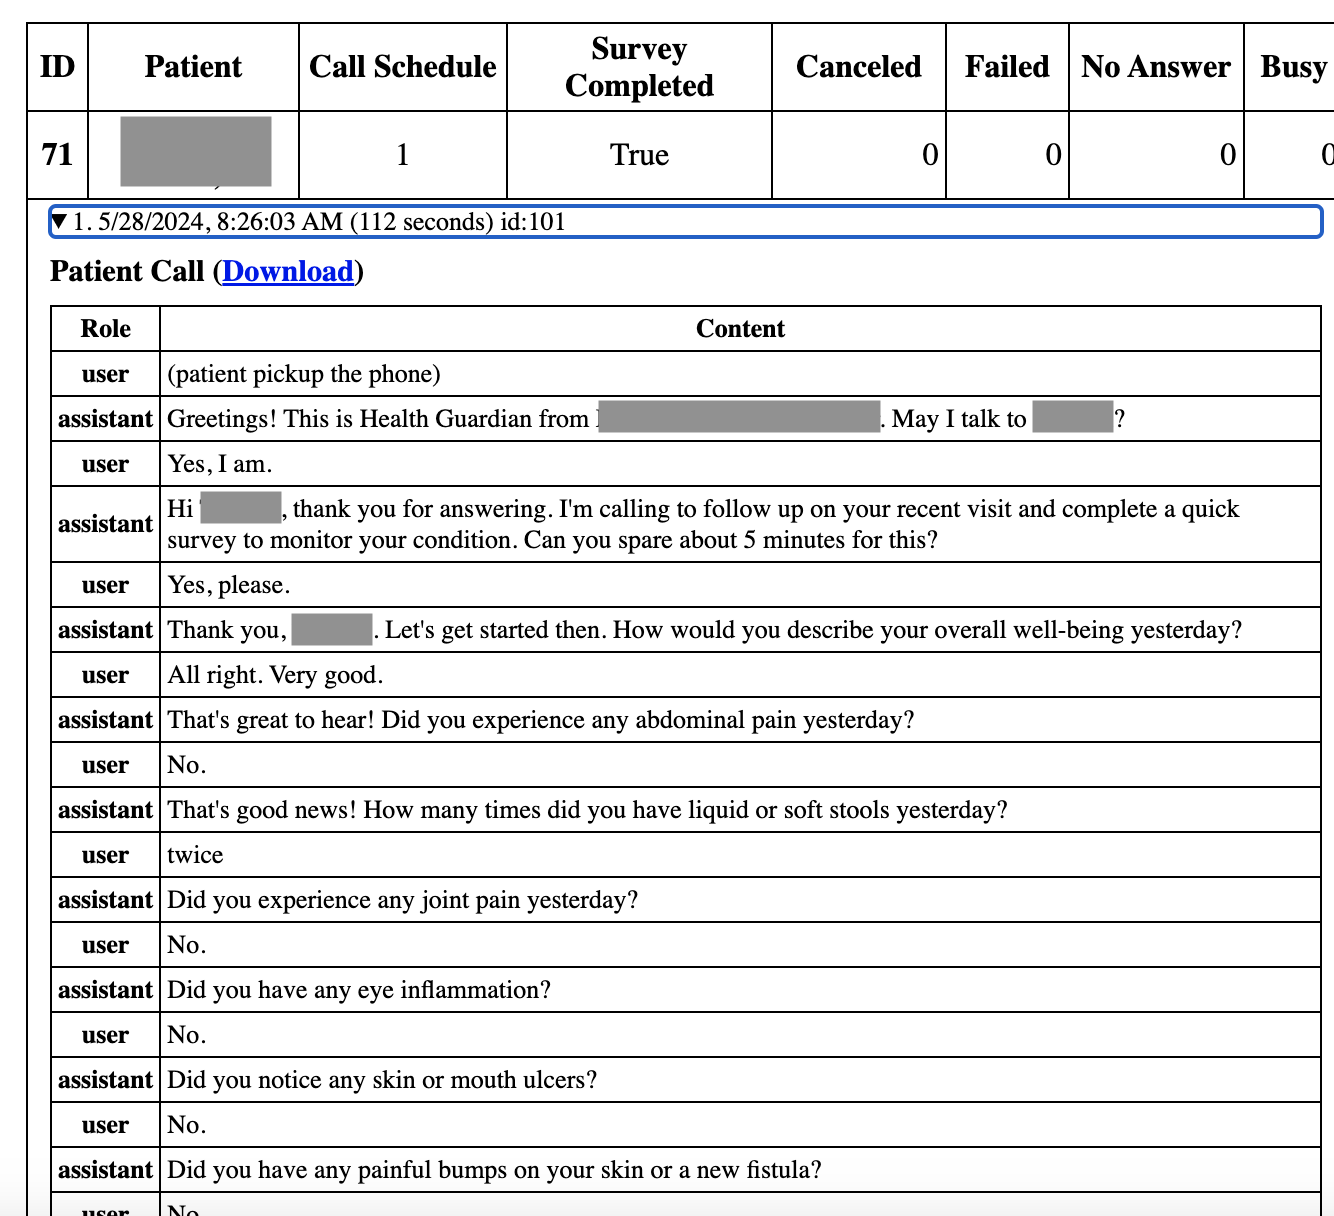 ID Patient Call Schedule Survey Completed Canceled Failed No Answer Busy
71 1 True 0 0 0 0
▼ 1. 5/28/2024, 8:26:03 AM (112 seconds) id:101
Patient Call (Download)
Role Content
user (patient pickup the phone)
assistant Greetings! This is Health Guardian from . May I talk to ?
user Yes, I am.
assistant Hi , thank you for answering. I'm calling to follow up on your recent visit and complete a quick
survey to monitor your condition. Can you spare about 5 minutes for this?
user Yes, please.
assistant Thank you, . Let's get started then. How would you describe your overall well-being yesterday?
user All right. Very good.
assistant That's great to hear! Did you experience any abdominal pain yesterday?
user No.
assistant That's good news! How many times did you have liquid or soft stools yesterday?
user twice
assistant Did you experience any joint pain yesterday?
user No.
assistant Did you have any eye inflammation?
user No.
assistant Did you notice any skin or mouth ulcers?
user No.
assistant Did you have any painful bumps on your skin or a new fistula?
user No